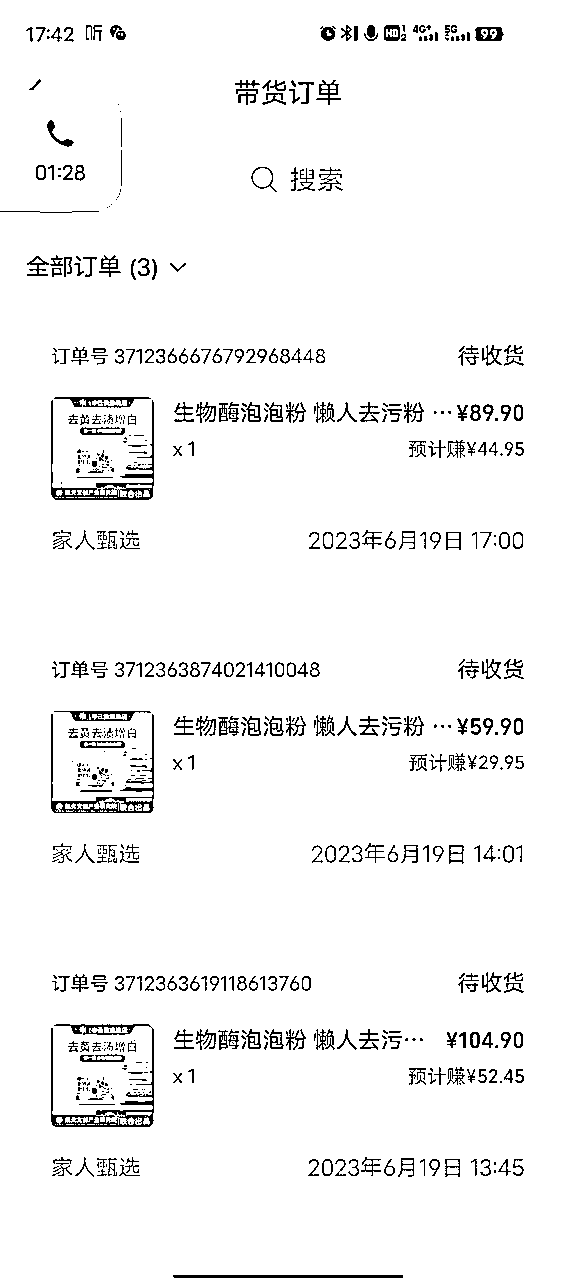 17:42 听
HD 1 2 4G+ 5G 99
带货订单
01:28
搜索
全部订单 (3)
订单号 3712366676792968448 待收货
去黄去渍增白
生物酶泡泡粉 懒人去污粉 … ¥89.90
x1 预计赚¥44.95
家人甄选 2023年6月19日 17:00
订单号 3712363874021410048 待收货
去黄去渍增白
生物酶泡泡粉 懒人去污粉 … ¥59.90
x1 预计赚¥29.95
家人甄选 2023年6月19日 14:01
订单号 3712363619118613760 待收货
去黄去渍增白
生物酶泡泡粉 懒人去污… ¥104.90
x1 预计赚¥52.45
家人甄选 2023年6月19日 13:45